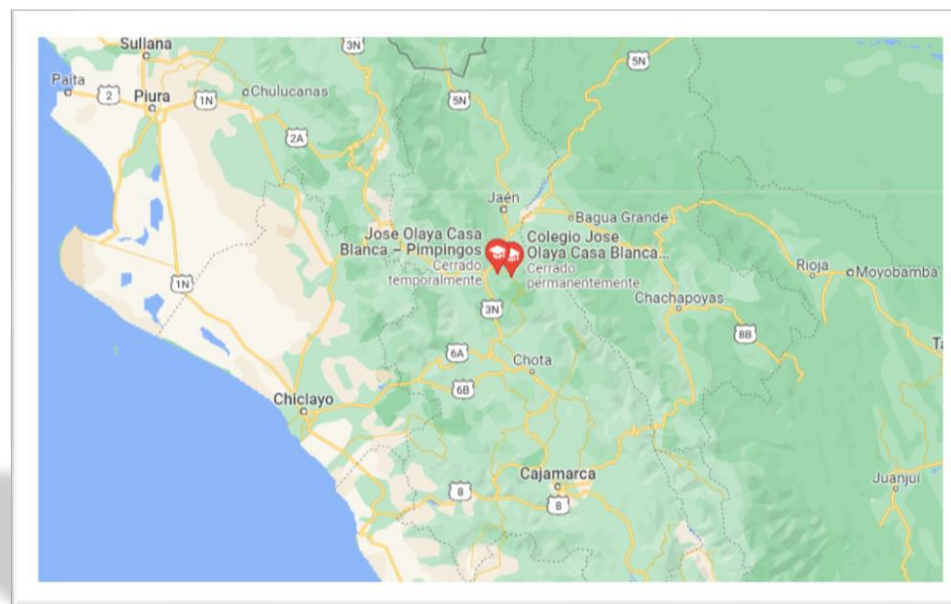 Sullana
3N
5N
Paita
2
Piura
1N
Chulucanas
5N
2A
Jaén
Bagua Grande
Jose Olaya Casa
Blanca – Pimpingos
Cerrado
temporalmente
Colegio Jose
Olaya Casa Blanca...
Cerrado
permanentemente
Rioja
Moyobamba
1N
Chachapoyas
3N
8B
Ta
6A
Chota
6B
Chiclayo
Cajamarca
Juanjuí
8
8